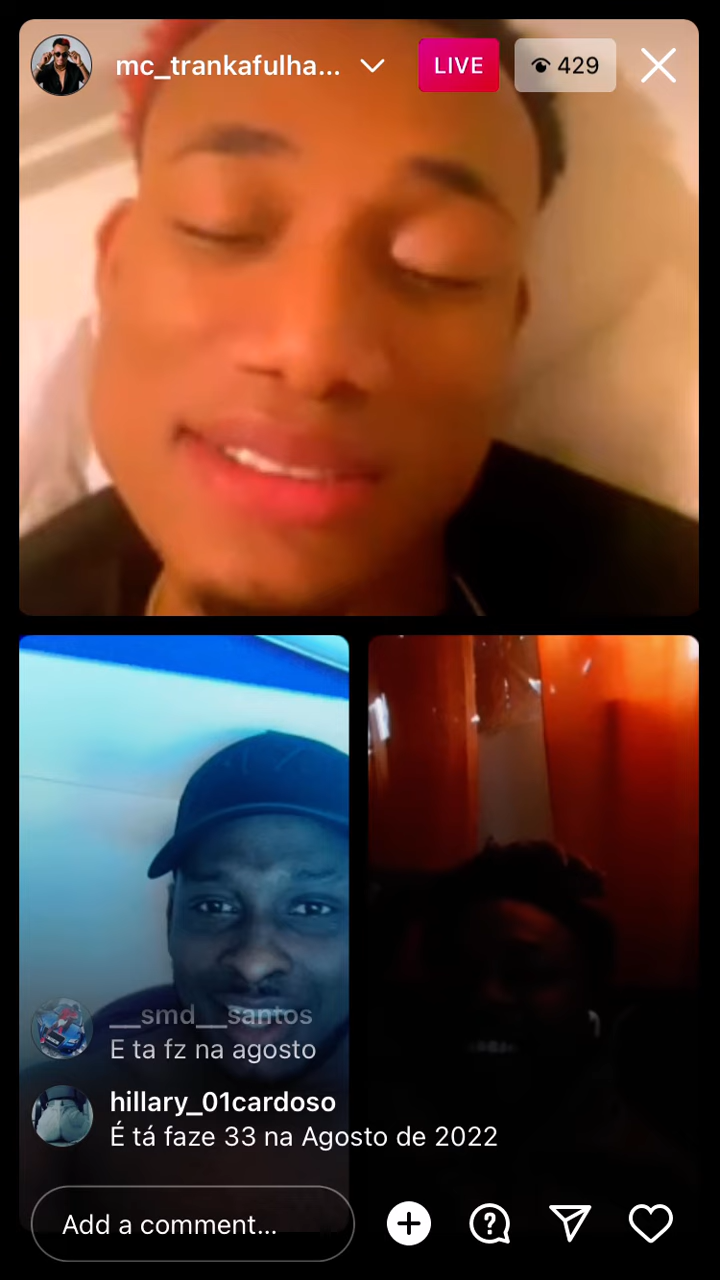 mc_trankafulha...
LIVE
429
__smd__santos
E ta fz na agosto
hillary_01cardoso
É tá faze 33 na Agosto de 2022
Add a comment...